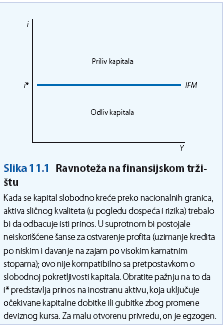 i
Priliv kapitala
i*
IFM
Odliv kapitala
Y
Slika 11.1 Ravnoteža na finansijskom trži-
štu
Kada se kapital slobodno kreće preko nacionalnih granica,
aktiva sličnog kvaliteta (u pogledu dospeća i rizika) trebalo
bi da odbacuje isti prinos. U suprotnom bi postojale
neiskorišćene šanse za ostvarenje profita (uzimanje kredita
po niskim i davanje na zajam po visokim kamatnim
stopama); ovo nije kompatibilno sa pretpostavkom o
slobodnoj pokretljivosti kapitala. Obratite pažnju na to da
i* predstavlja prinos na inostranu aktivu, koja uključuje
očekivane kapitalne dobitke ili gubitke zbog promene
deviznog kursa. Za malu otvorenu privredu, on je egzogen.